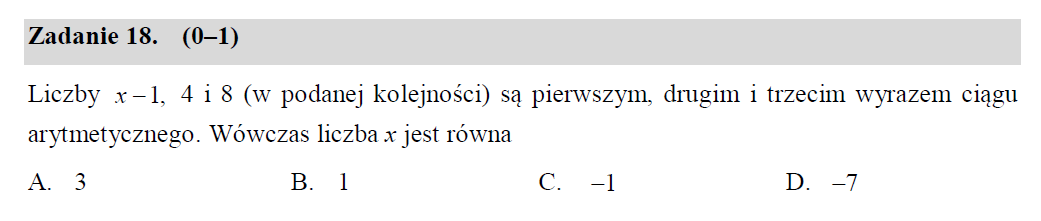 Zadanie 18. (0–1)
Liczby x – 1, 4 i 8 (w podanej kolejności) są pierwszym, drugim i trzecim wyrazem ciągu
arytmetycznego. Wówczas liczba x jest równa
A. 3 B. 1 C. –1 D. –7